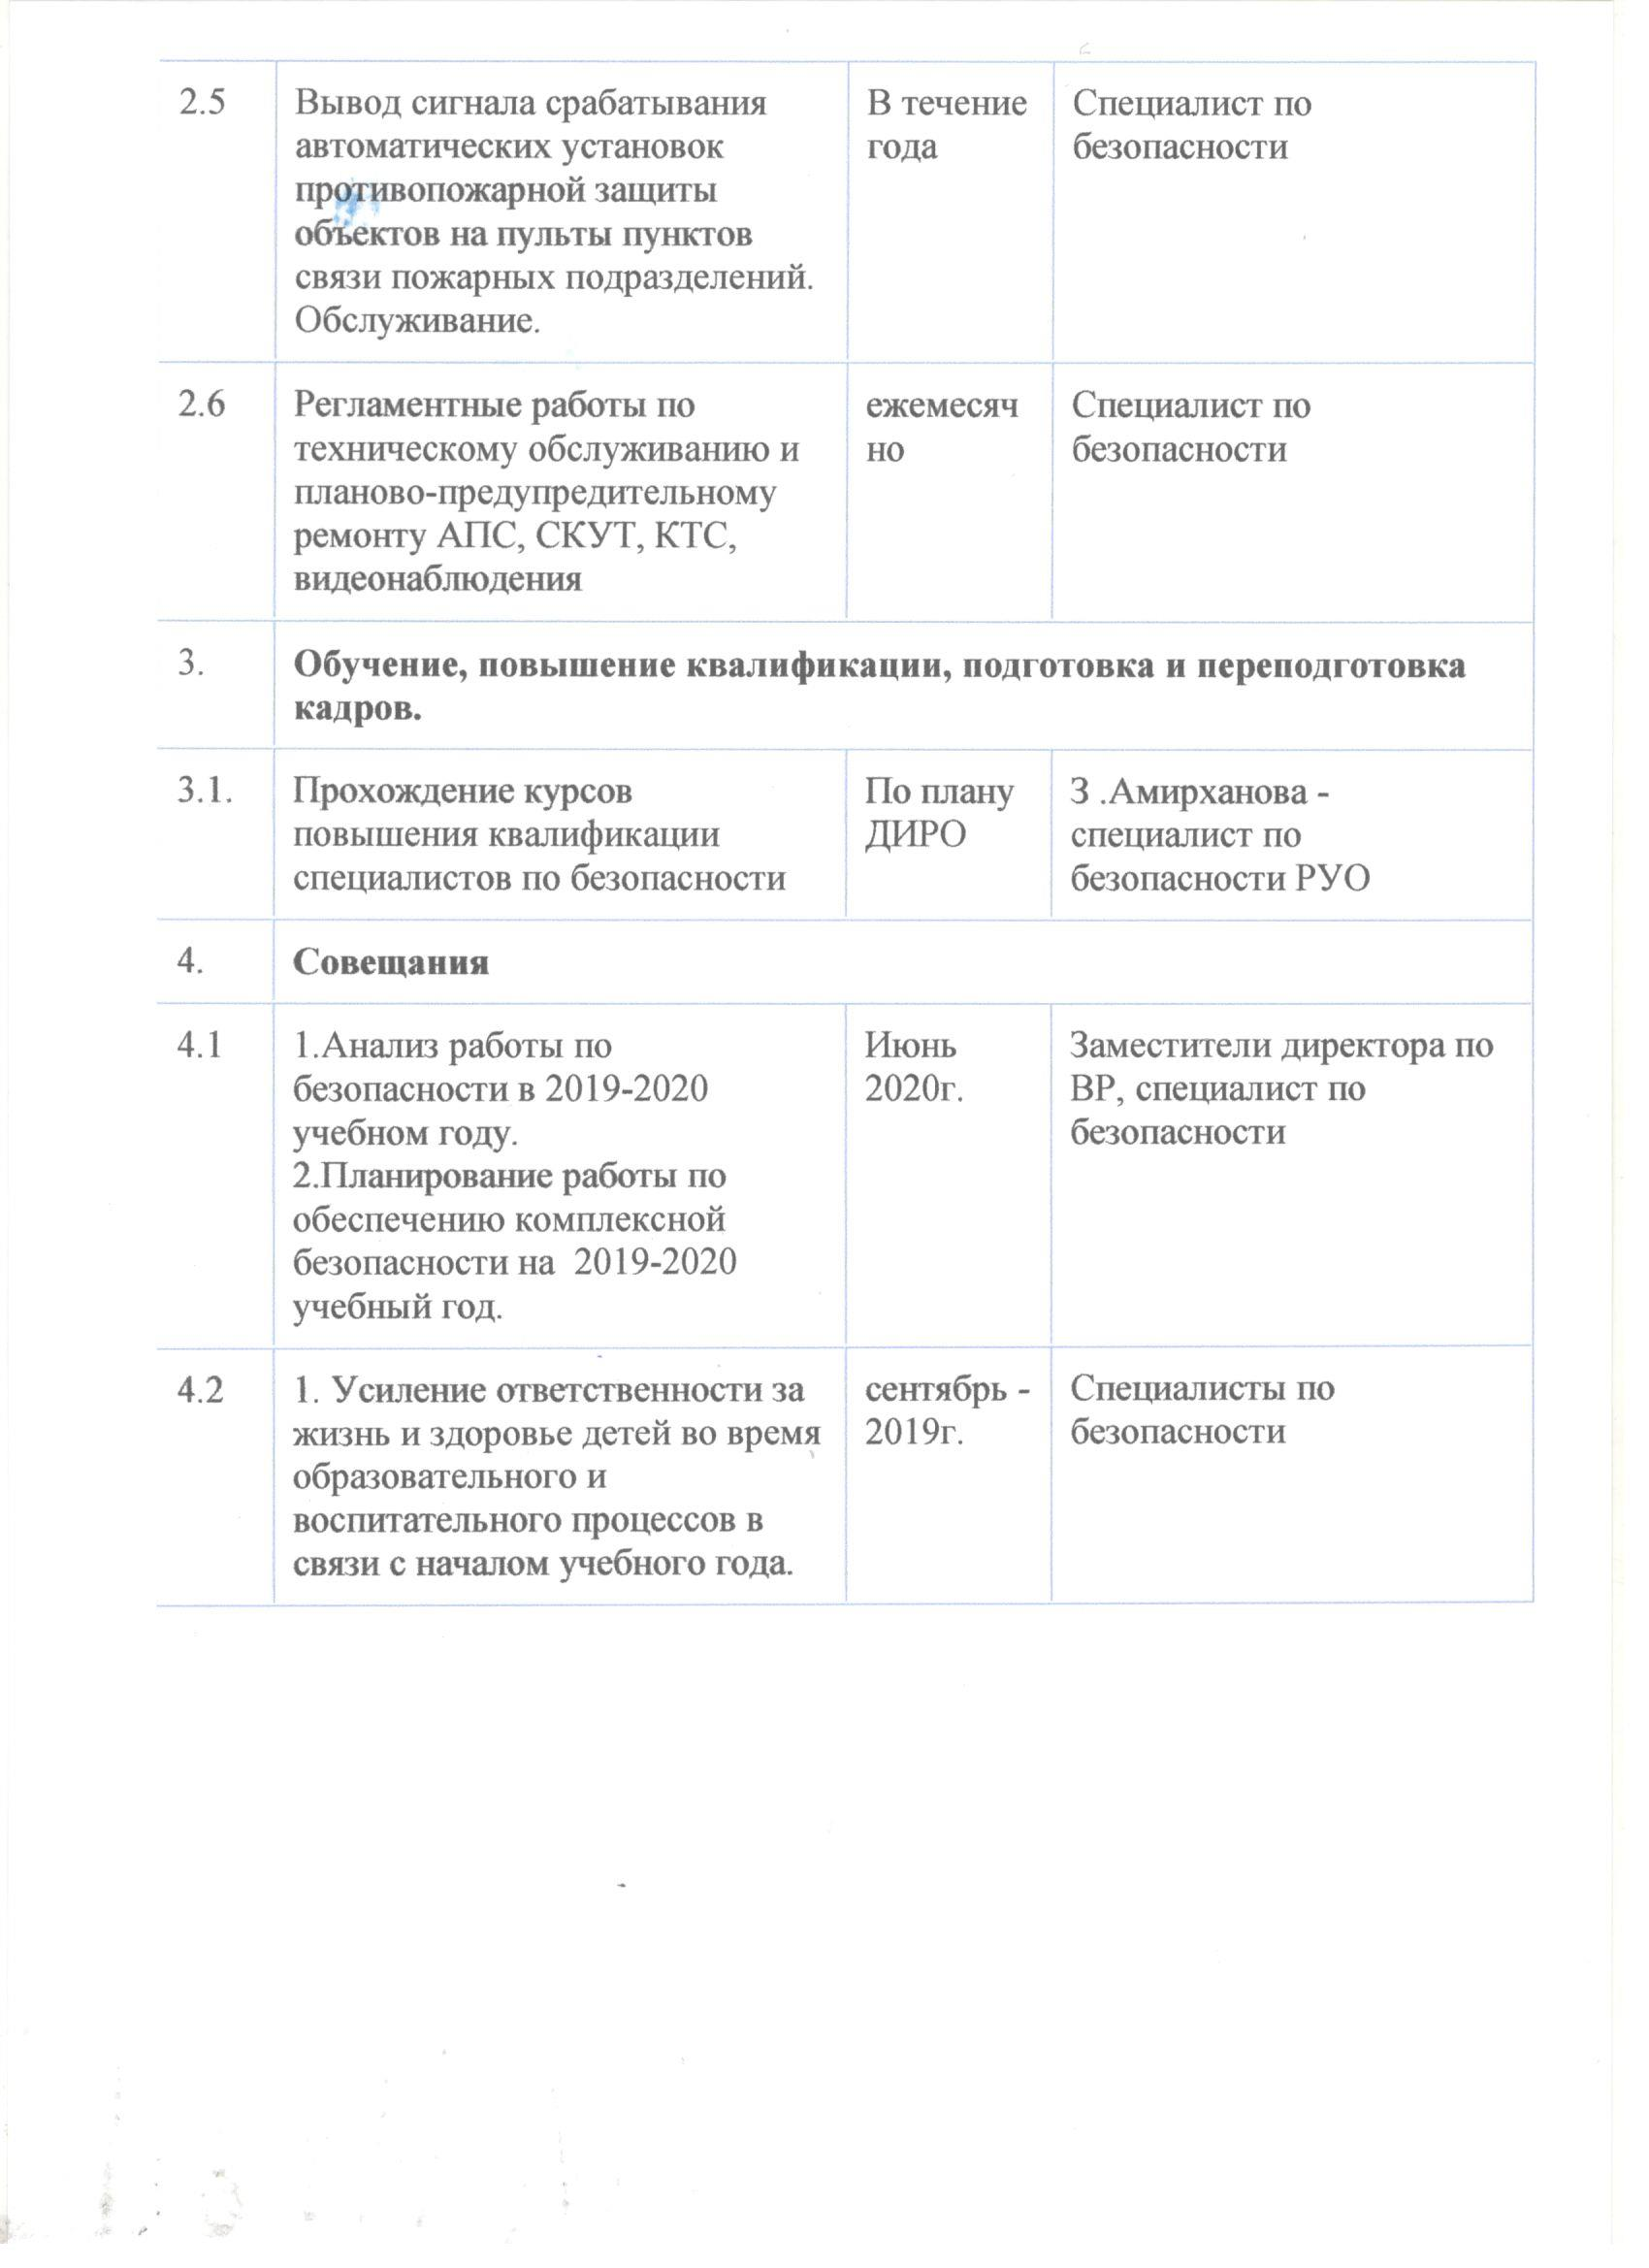 2.5
Вывод сигнала срабатывания
автоматических установок
противопожарной защиты
объектов на пульты пунктов
связи пожарных подразделений.
Обслуживание.
В течение
года
Специалист по
безопасности
2.6
Регламентные работы по
техническому обслуживанию и
планово-предупредительному
ремонту АПС, СКУТ, КТС,
видеонаблюдения
ежемесяч
но
Специалист по
безопасности
3.
Обучение, повышение квалификации, подготовка и переподготовка
кадров.
3.1.
Прохождение курсов
повышения квалификации
специалистов по безопасности
По плану
ДИРО
З .Амирханова -
специалист по
безопасности РУО
4.
Совещания
4.1
1.Анализ работы по
безопасности в 2019-2020
учебном году.
2.Планирование работы по
обеспечению комплексной
безопасности на  2019-2020
учебный год.
Июнь
2020г.
Заместители директора по
ВР, специалист по
безопасности
4.2
1. Усиление ответственности за
жизнь и здоровье детей во время
образовательного и
воспитательного процессов в
связи с началом учебного года.
сентябрь -
2019г.
Специалисты по
безопасности